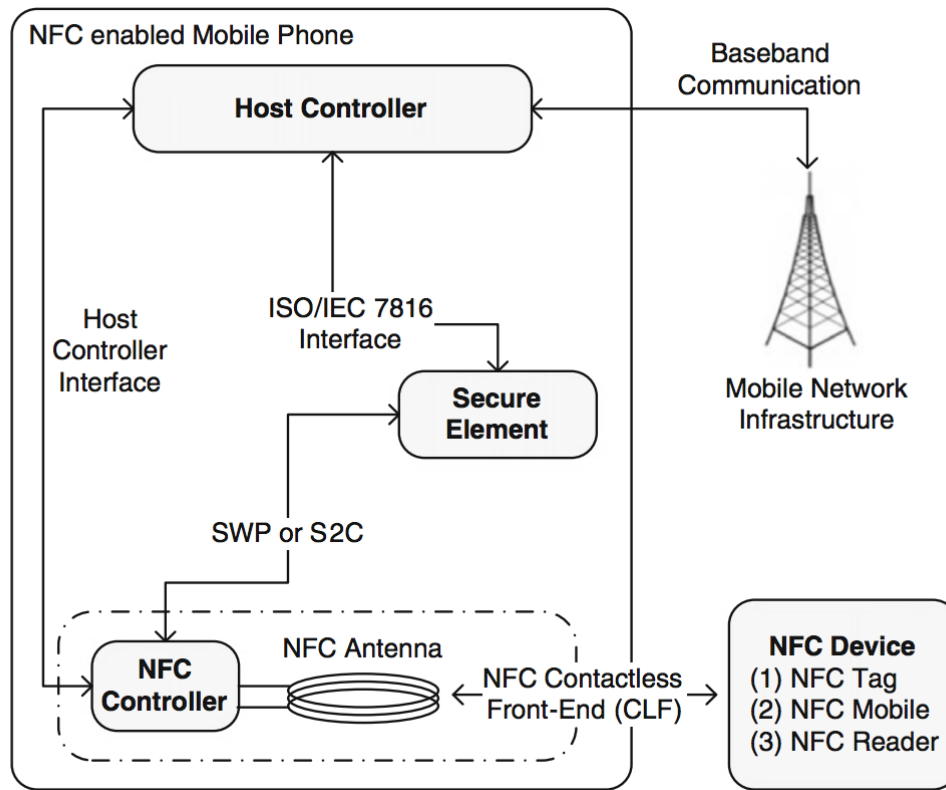 NFC enabled Mobile Phone
Host Controller
Baseband
Communication
Host
Controller
Interface
ISO/IEC 7816
Interface
Secure
Element
Mobile Network
Infrastructure
SWP or S2C
NFC
Controller
NFC Antenna
NFC Contactless
Front-End (CLF)
NFC Device
(1) NFC Tag
(2) NFC Mobile
(3) NFC Reader